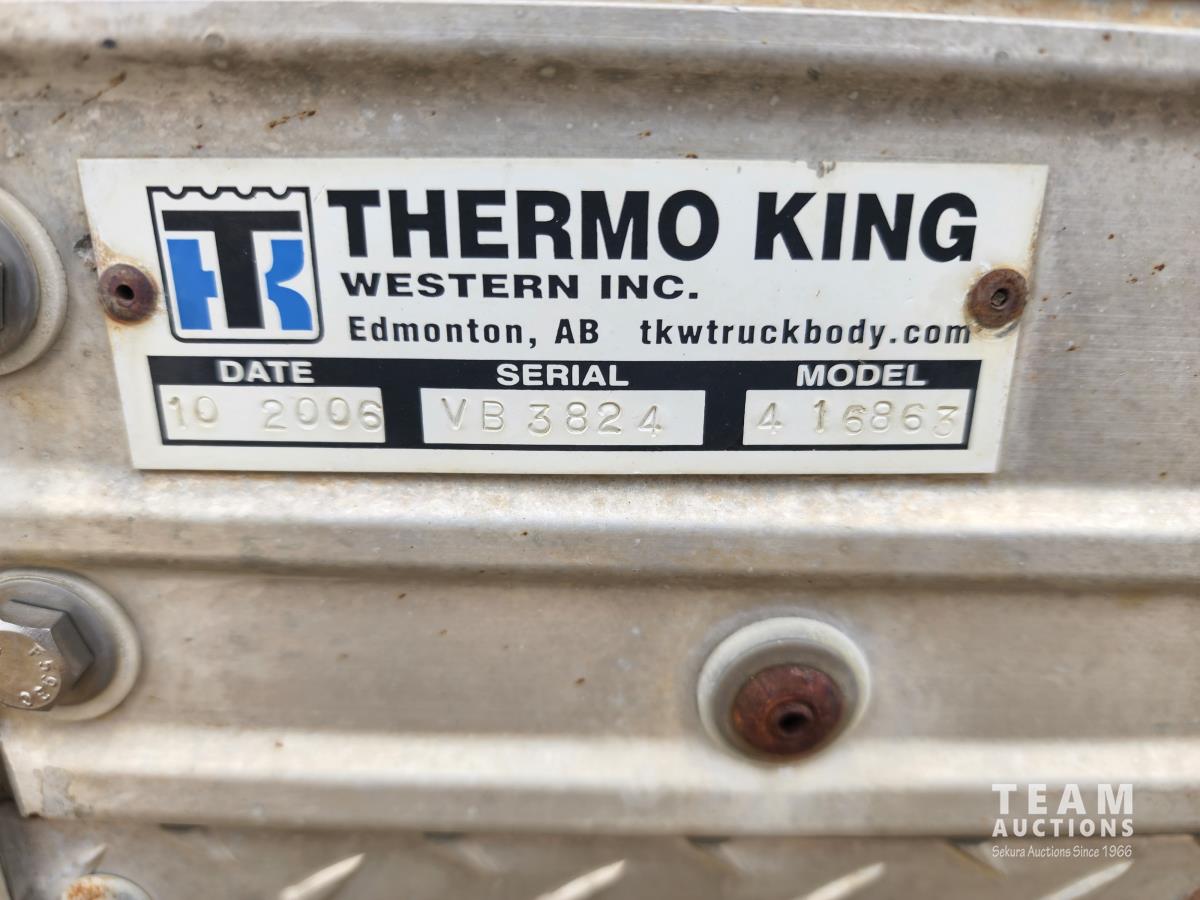 TK THERMO KING
WESTERN INC.
Edmonton, AB tkwtruckbody.com
DATE SERIAL MODEL
10 2006 VB 3824 4 16863
TEAM
AUCTIONS
Sekura Auctions Since 1966